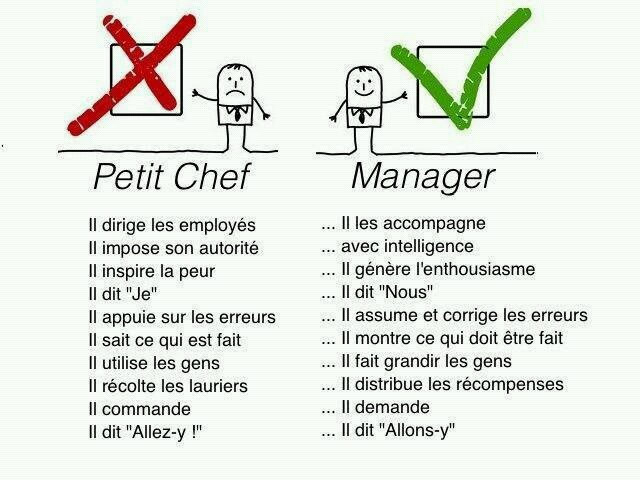 Petit Chef
Manager
Il dirige les employés
... Il les accompagne
Il impose son autorité
... avec intelligence
Il inspire la peur
... Il génère l'enthousiasme
Il dit "Je"
... Il dit "Nous"
Il appuie sur les erreurs
... Il assume et corrige les erreurs
Il sait ce qui est fait
... Il montre ce qui doit être fait
Il utilise les gens
... Il fait grandir les gens
Il récolte les lauriers
... Il distribue les récompenses
Il commande
... Il demande
Il dit "Allez-y !"
... Il dit "Allons-y"